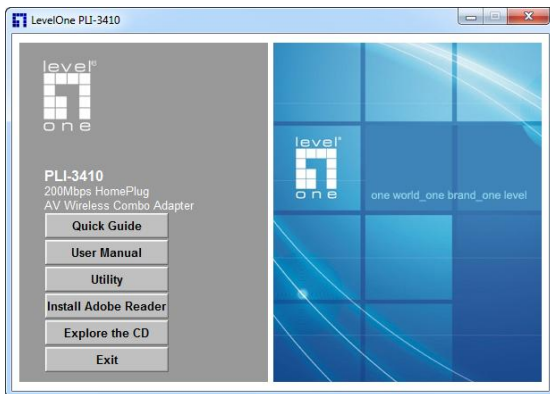 LevelOne PLI-3410
level®
one
PLI-3410
200Mbps HomePlug
AV Wireless Combo Adapter
Quick Guide
User Manual
Utility
Install Adobe Reader
Explore the CD
Exit
level®
one
one world_one brand_one level